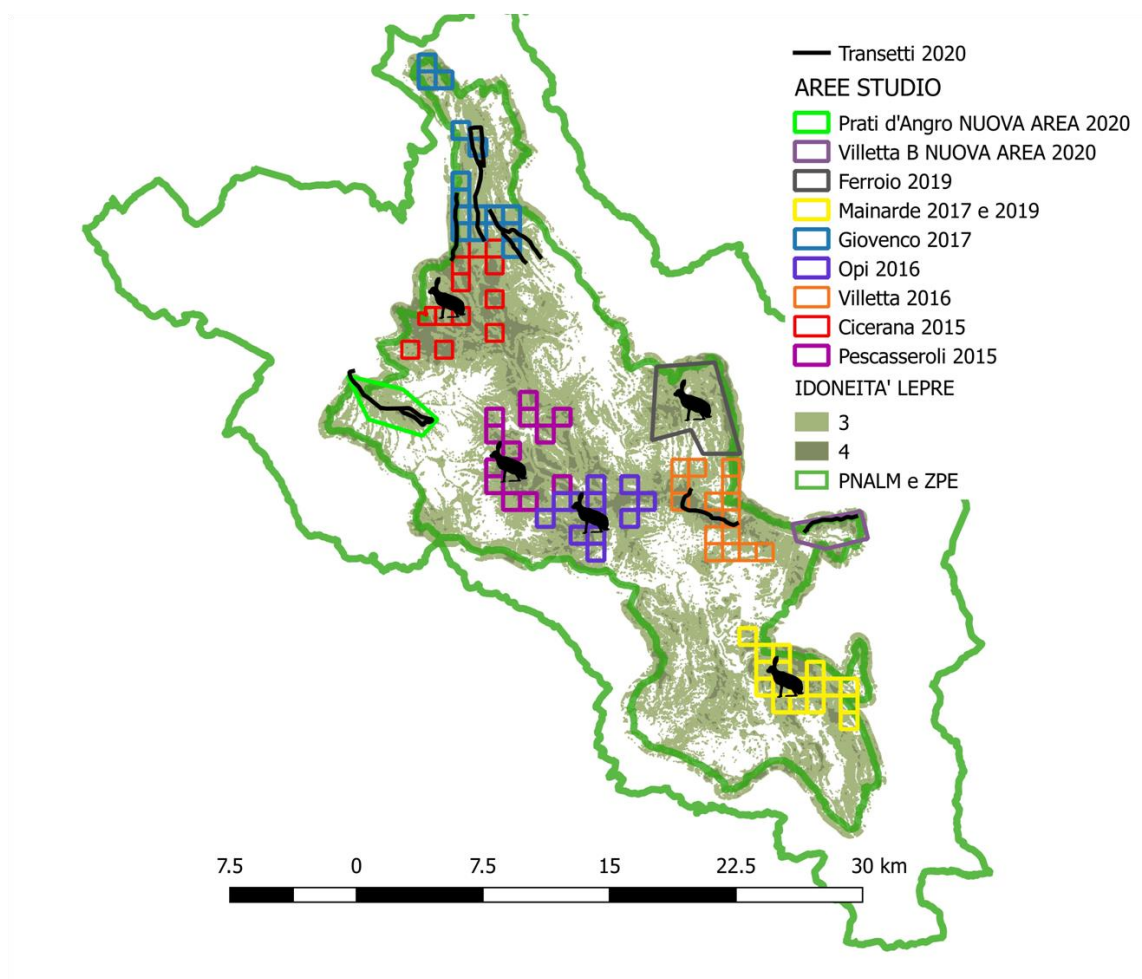 Transetti 2020
AREE STUDIO
Prati d'Angro NUOVA AREA 2020
Villetta B NUOVA AREA 2020
Ferroio 2019
Mainarde 2017 e 2019
Giovenco 2017
Opi 2016
Villetta 2016
Cicerana 2015
Pescasseroli 2015
IDONEITA' LEPRE
3
4
PNALM e ZPE
7.5 0 7.5 15 22.5 30 km